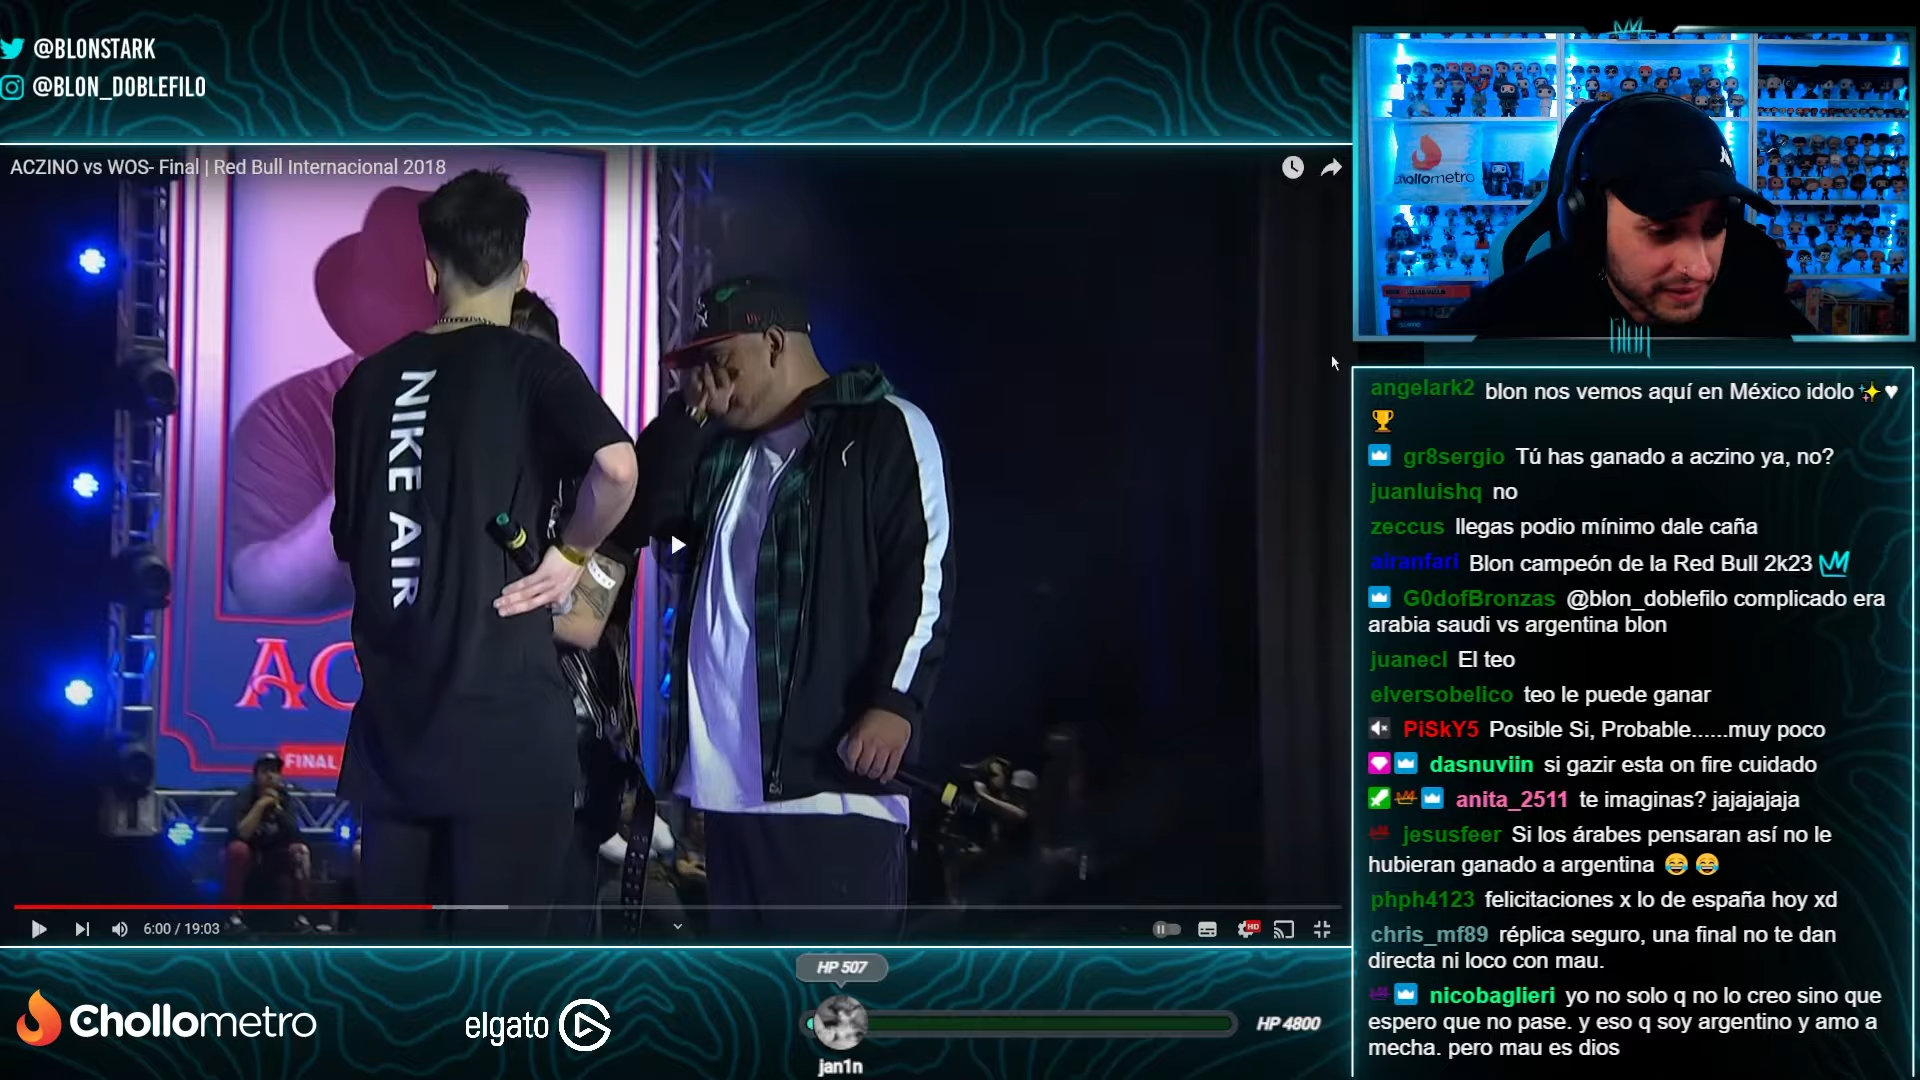 @BLONSTARK
@BLON_DOBLEFILO
ACZINO vs WOS- Final | Red Bull Internacional 2018
NIKE AIR
AC
FINAL
6:00 / 19:03
HD
Chollometro
elgato
HP 507
HP 4800
jan1n
chollometro
blon
angelark2 blon nos vemos aquí en México idolo ✨♥
🏆
gr8sergio Tú has ganado a aczino ya, no?
juanluishq no
zeccus llegas podio mínimo dale caña
airanfari Blon campeón de la Red Bull 2k23
G0dofBronzas @blon_doblefilo complicado era
arabia saudi vs argentina blon
juanecl El teo
elversobelico teo le puede ganar
PiSkY5 Posible Si, Probable......muy poco
dasnuviin si gazir esta on fire cuidado
anita_2511 te imaginas? jajajajaja
jesusfeer Si los árabes pensaran así no le
hubieran ganado a argentina 😂 😂
phph4123 felicitaciones x lo de españa hoy xd
chris_mf89 réplica seguro, una final no te dan
directa ni loco con mau.
nicobaglieri yo no solo q no lo creo sino que
espero que no pase. y eso q soy argentino y amo a
mecha. pero mau es dios